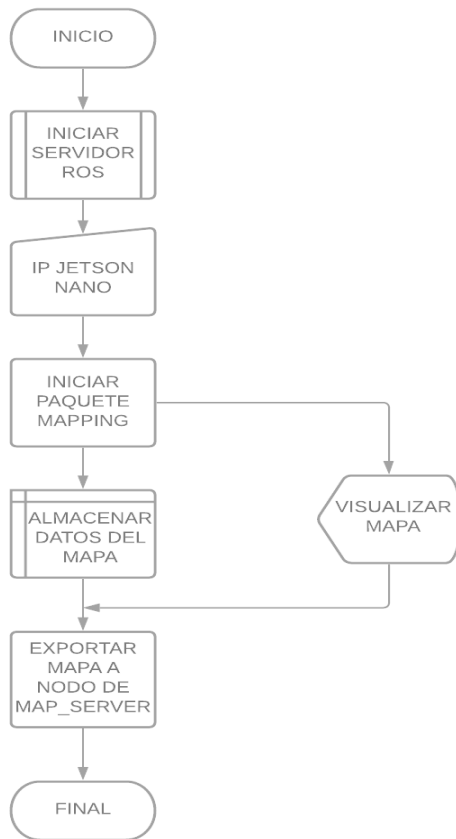 INICIO
INICIAR
SERVIDOR
ROS
IP JETSON
NANO
INICIAR
PAQUETE
MAPPING
ALMACENAR
DATOS DEL
MAPA
VISUALIZAR
MAPA
EXPORTAR
MAPA A
NODO DE
MAP_SERVER
FINAL